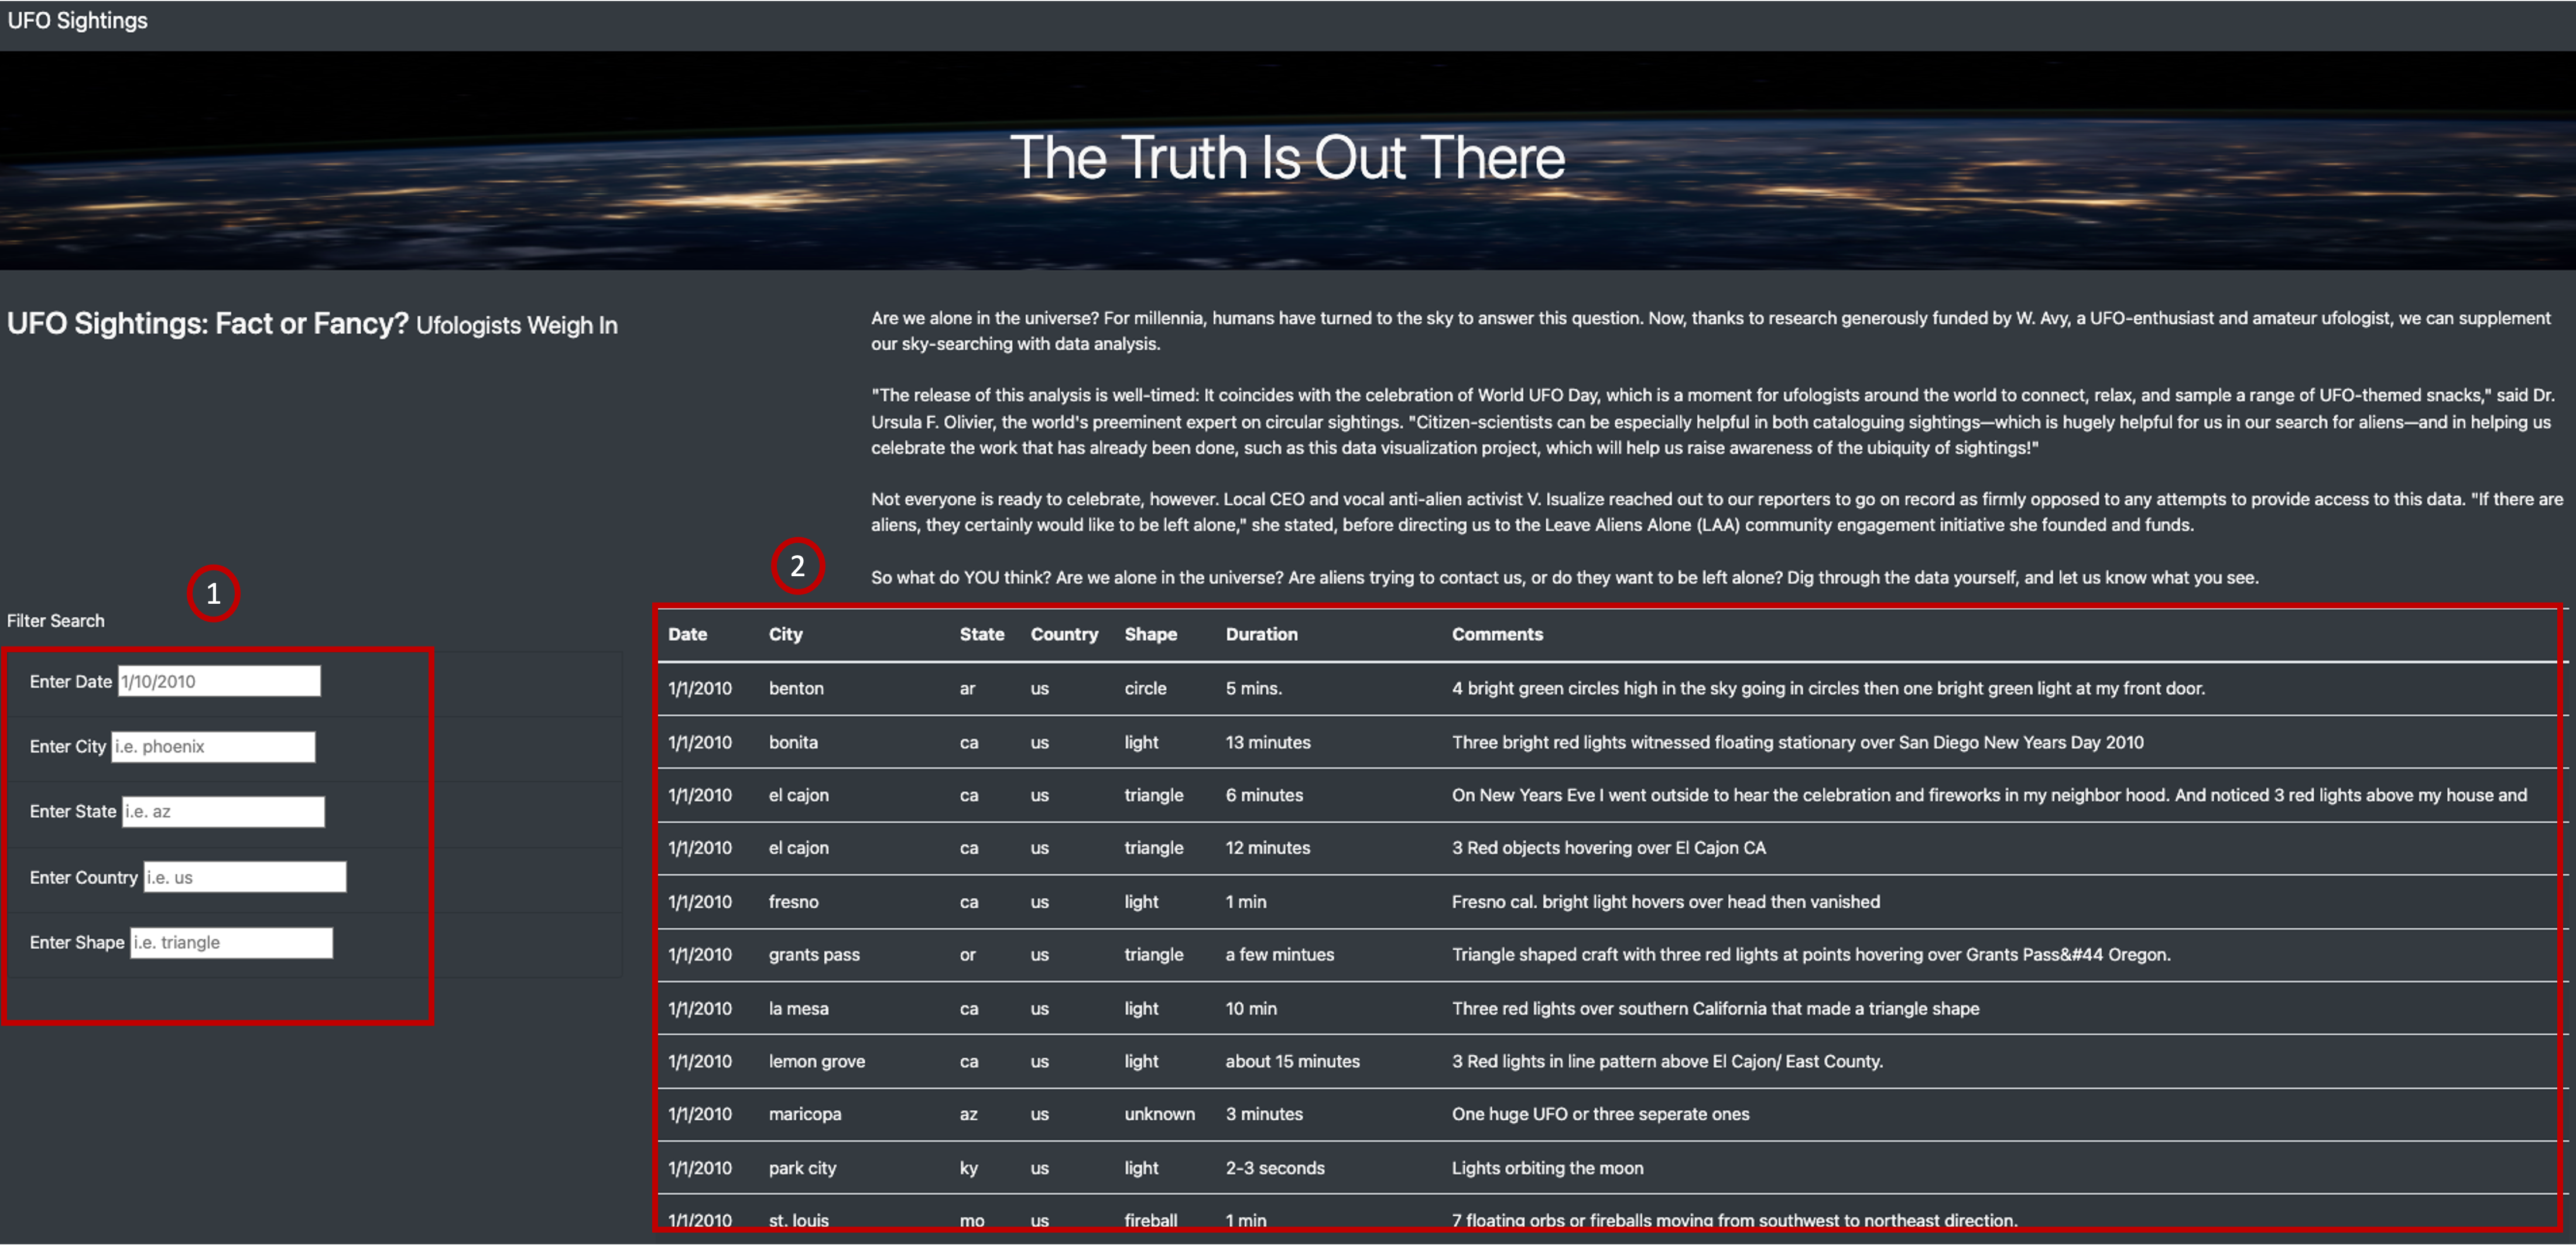 UFO Sightings
The Truth Is Out There
UFO Sightings: Fact or Fancy? Ufologists Weigh In
Are we alone in the universe? For millennia, humans have turned to the sky to answer this question. Now, thanks to research generously funded by W. Avy, a UFO-enthusiast and amateur ufologist, we can supplement
our sky-searching with data analysis.
"The release of this analysis is well-timed: It coincides with the celebration of World UFO Day, which is a moment for ufologists around the world to connect, relax, and sample a range of UFO-themed snacks," said Dr.
Ursula F. Olivier, the world's preeminent expert on circular sightings. "Citizen-scientists can be especially helpful in both cataloguing sightings—which is hugely helpful for us in our search for aliens—and in helping us
celebrate the work that has already been done, such as this data visualization project, which will help us raise awareness of the ubiquity of sightings!"
Not everyone is ready to celebrate, however. Local CEO and vocal anti-alien activist V. Isualize reached out to our reporters to go on record as firmly opposed to any attempts to provide access to this data. "If there are
aliens, they certainly would like to be left alone," she stated, before directing us to the Leave Aliens Alone (LAA) community engagement initiative she founded and funds.
So what do YOU think? Are we alone in the universe? Are aliens trying to contact us, or do they want to be left alone? Dig through the data yourself, and let us know what you see.
1
Filter Search
Enter Date 1/10/2010
Enter City i.e. phoenix
Enter State i.e. az
Enter Country i.e. us
Enter Shape i.e. triangle
2
Date City State Country Shape Duration Comments
1/1/2010 benton ar us circle 5 mins. 4 bright green circles high in the sky going in circles then one bright green light at my front door.
1/1/2010 bonita ca us light 13 minutes Three bright red lights witnessed floating stationary over San Diego New Years Day 2010
1/1/2010 el cajon ca us triangle 6 minutes On New Years Eve I went outside to hear the celebration and fireworks in my neighbor hood. And noticed 3 red lights above my house and
1/1/2010 el cajon ca us triangle 12 minutes 3 Red objects hovering over El Cajon CA
1/1/2010 fresno ca us light 1 min Fresno cal. bright light hovers over head then vanished
1/1/2010 grants pass or us triangle a few mintues Triangle shaped craft with three red lights at points hovering over Grants Pass&#44 Oregon.
1/1/2010 la mesa ca us light 10 min Three red lights over southern California that made a triangle shape
1/1/2010 lemon grove ca us light about 15 minutes 3 Red lights in line pattern above El Cajon/ East County.
1/1/2010 maricopa az us unknown 3 minutes One huge UFO or three seperate ones
1/1/2010 park city ky us light 2-3 seconds Lights orbiting the moon
1/1/2010 st. louis mo us fireball 1 min 7 floating orbs or fireballs moving from southwest to northeast direction.